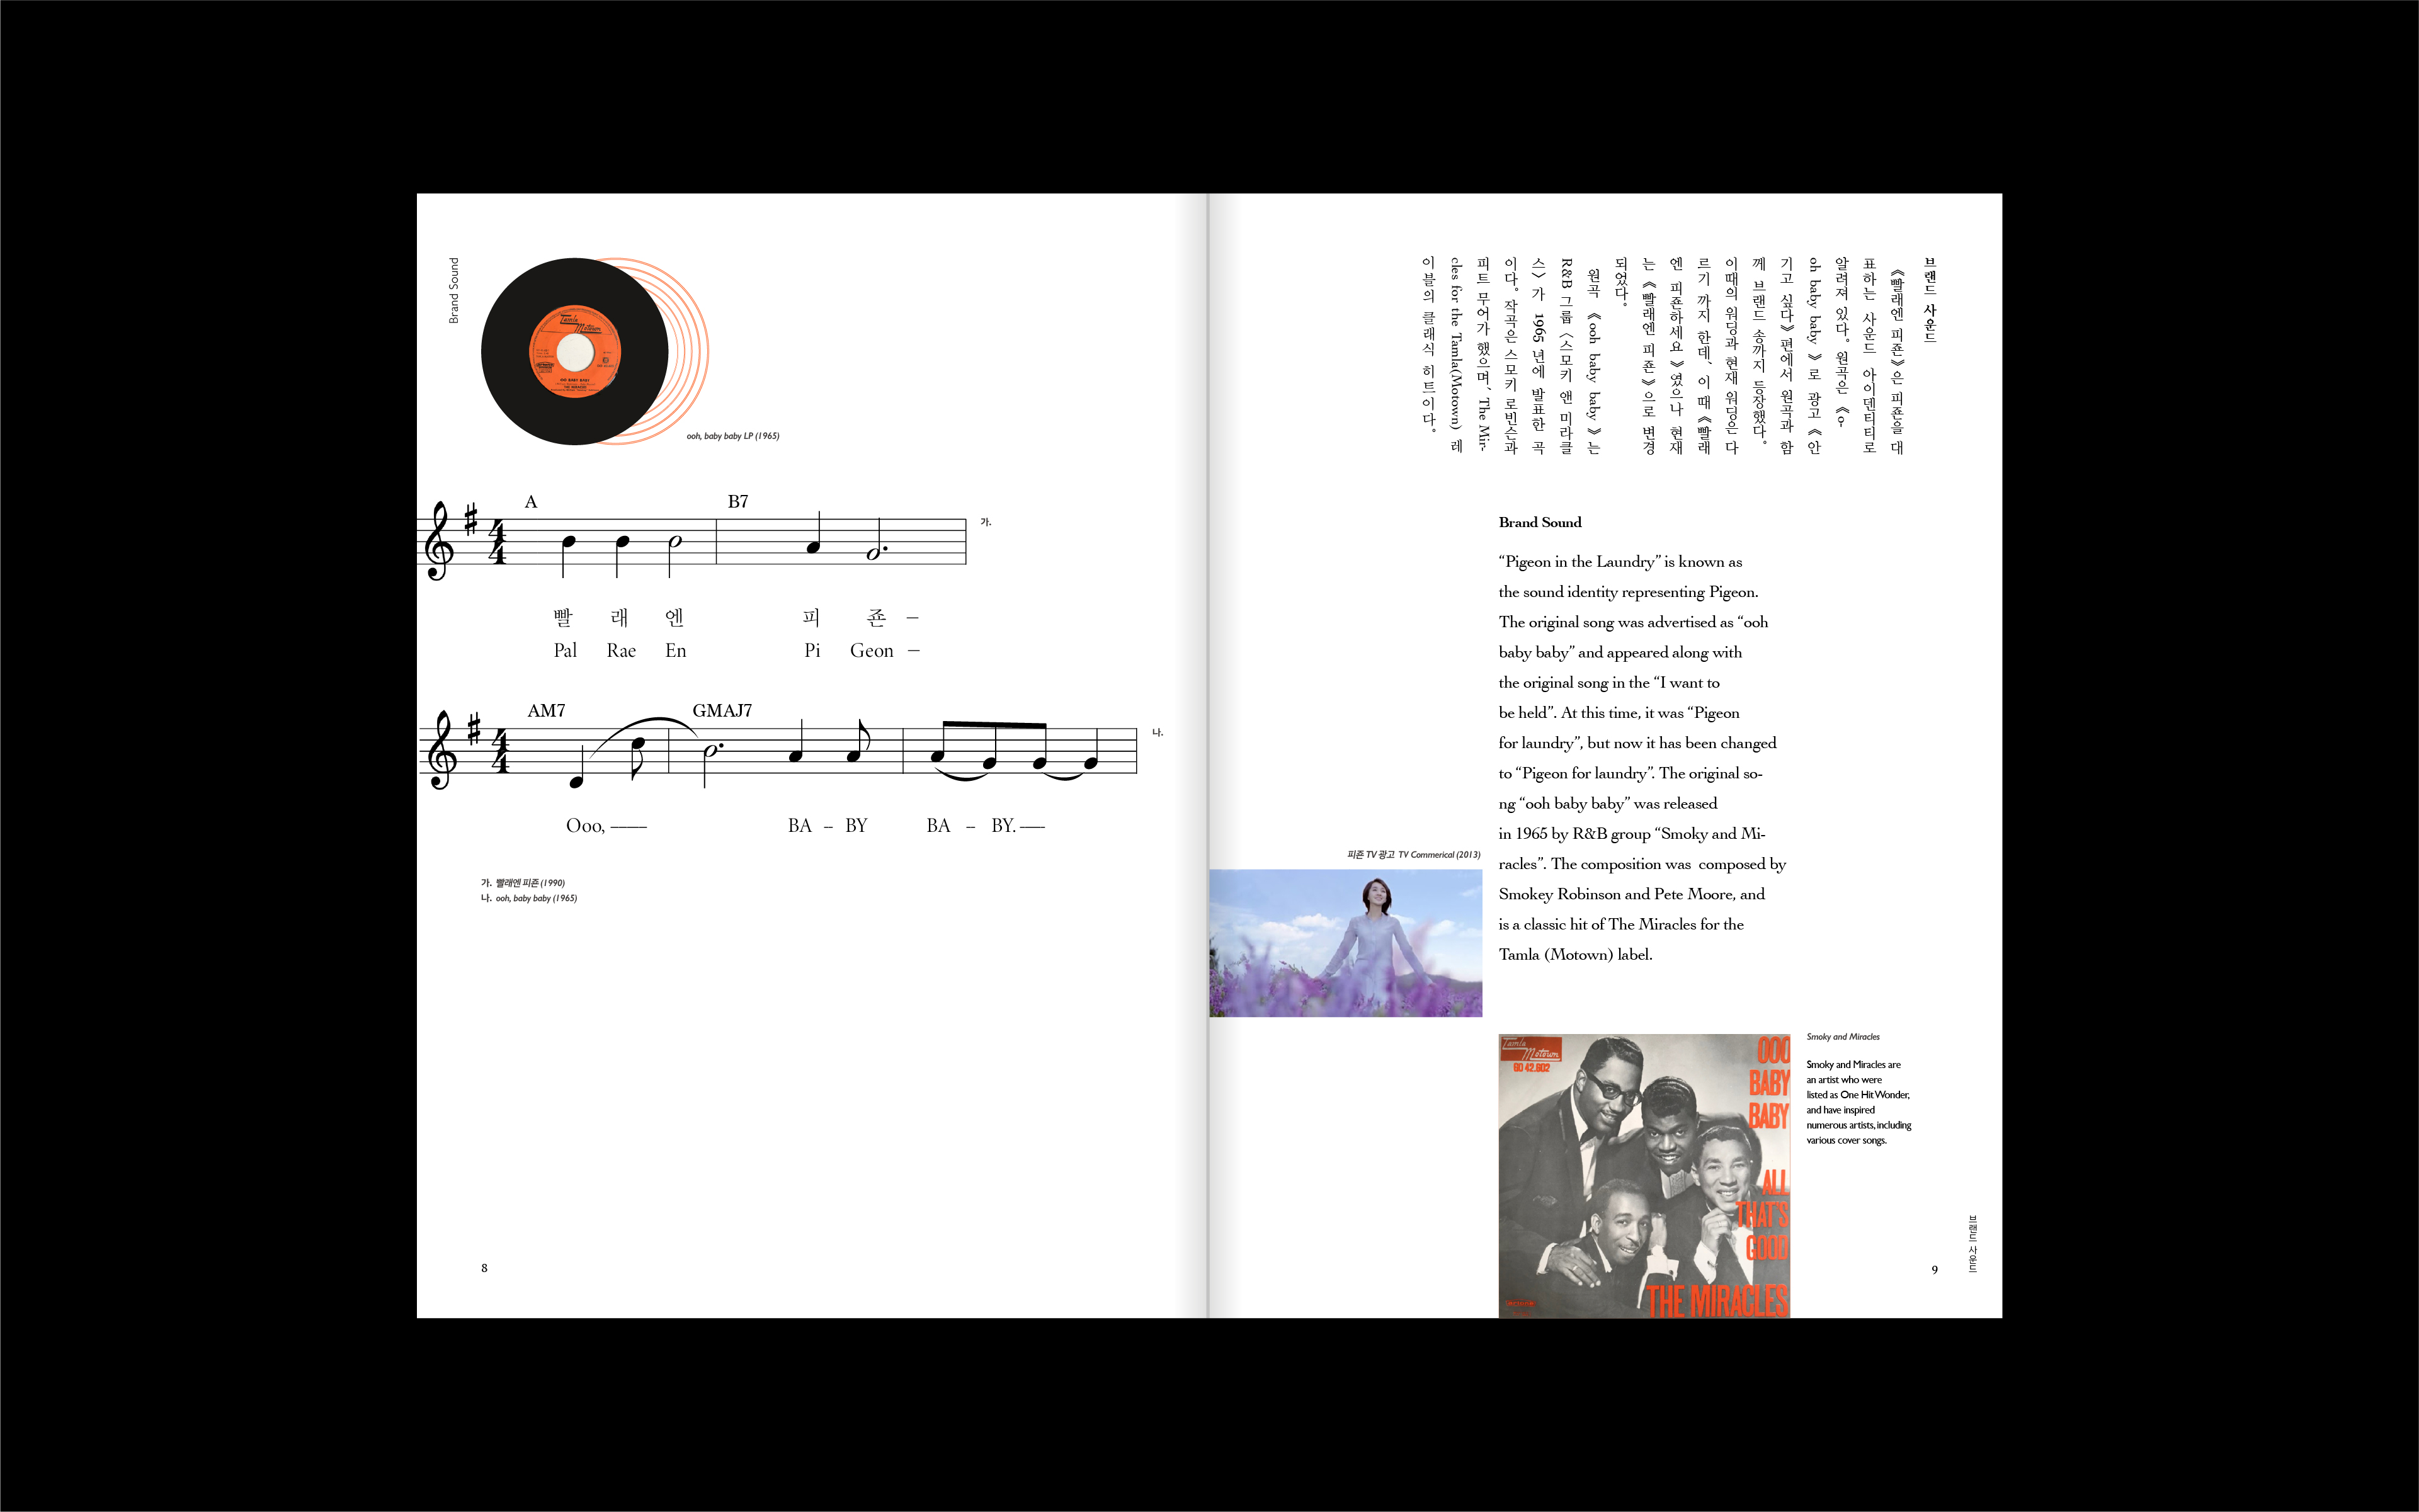 Brand Sound
Tamla
Motown
OOO BABY BABY
THE MIRACLES
ooh, baby baby LP (1965)
A B7
가.
4
4
빨 래 엔 피 죤 –
Pal Rae En Pi Geon –
AM7 GMAJ7
나.
4
4
Ooo, —— BA – BY BA – BY. —
가. 빨래엔 피죤 (1990)
나. ooh, baby baby (1965)
8
브랜드 사운드
《빨래엔 피죤》은 피죤을 대
표하는 사운드 아이덴티티로
알려져 있다。 원곡은 《o-
oh baby baby 》로 광고 《안
기고 싶다》편에서 원곡과 함
께 브랜드 송까지 등장했다。
이때의 워딩과 현재 워딩은 다
르기 까지 한데、 이 때 《빨래
엔 피죤하세요 》였으나 현재
는 《빨래엔 피죤 》으로 변경
되었다。
원곡 《ooh baby baby 》는
R&B 그룹 〈스모키 앤 미라클
스〉가 1965 년에 발표한 곡
이다。 작곡은 스모키 로빈슨과
피트 무어가 했으며、 The Mir-
cles for the Tamla(Motown) 레
이블의 클래식 히트이다。
Brand Sound
“Pigeon in the Laundry” is known as
the sound identity representing Pigeon.
The original song was advertised as “ooh
baby baby” and appeared along with
the original song in the “I want to
be held”. At this time, it was “Pigeon
for laundry”, but now it has been changed
to “Pigeon for laundry”. The original so-
ng “ooh baby baby” was released
in 1965 by R&B group “Smoky and Mi-
racles”. The composition was composed by
Smokey Robinson and Pete Moore, and
is a classic hit of The Miracles for the
Tamla (Motown) label.
피죤 TV 광고 TV Commerical (2013)
Tamla
Motown
60 42.902
OOO
BABY
BABY
ALL
THAT'S
GOOD
THE MIRACLES
Smoky and Miracles
Smoky and Miracles are
an artist who were
listed as One Hit Wonder,
and have inspired
numerous artists, including
various cover songs.
브랜드 사운드
9